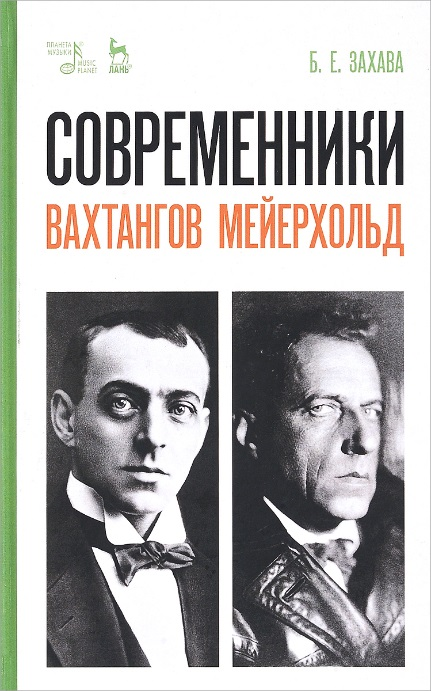 ПЛАНЕТА
МУЗЫКИ
MUSIC
PLANET
ЛАНЬ
Б. Е. ЗАХАВА
СОВРЕМЕННИКИ
ВАХТАНГОВ МЕЙЕРХОЛЬД